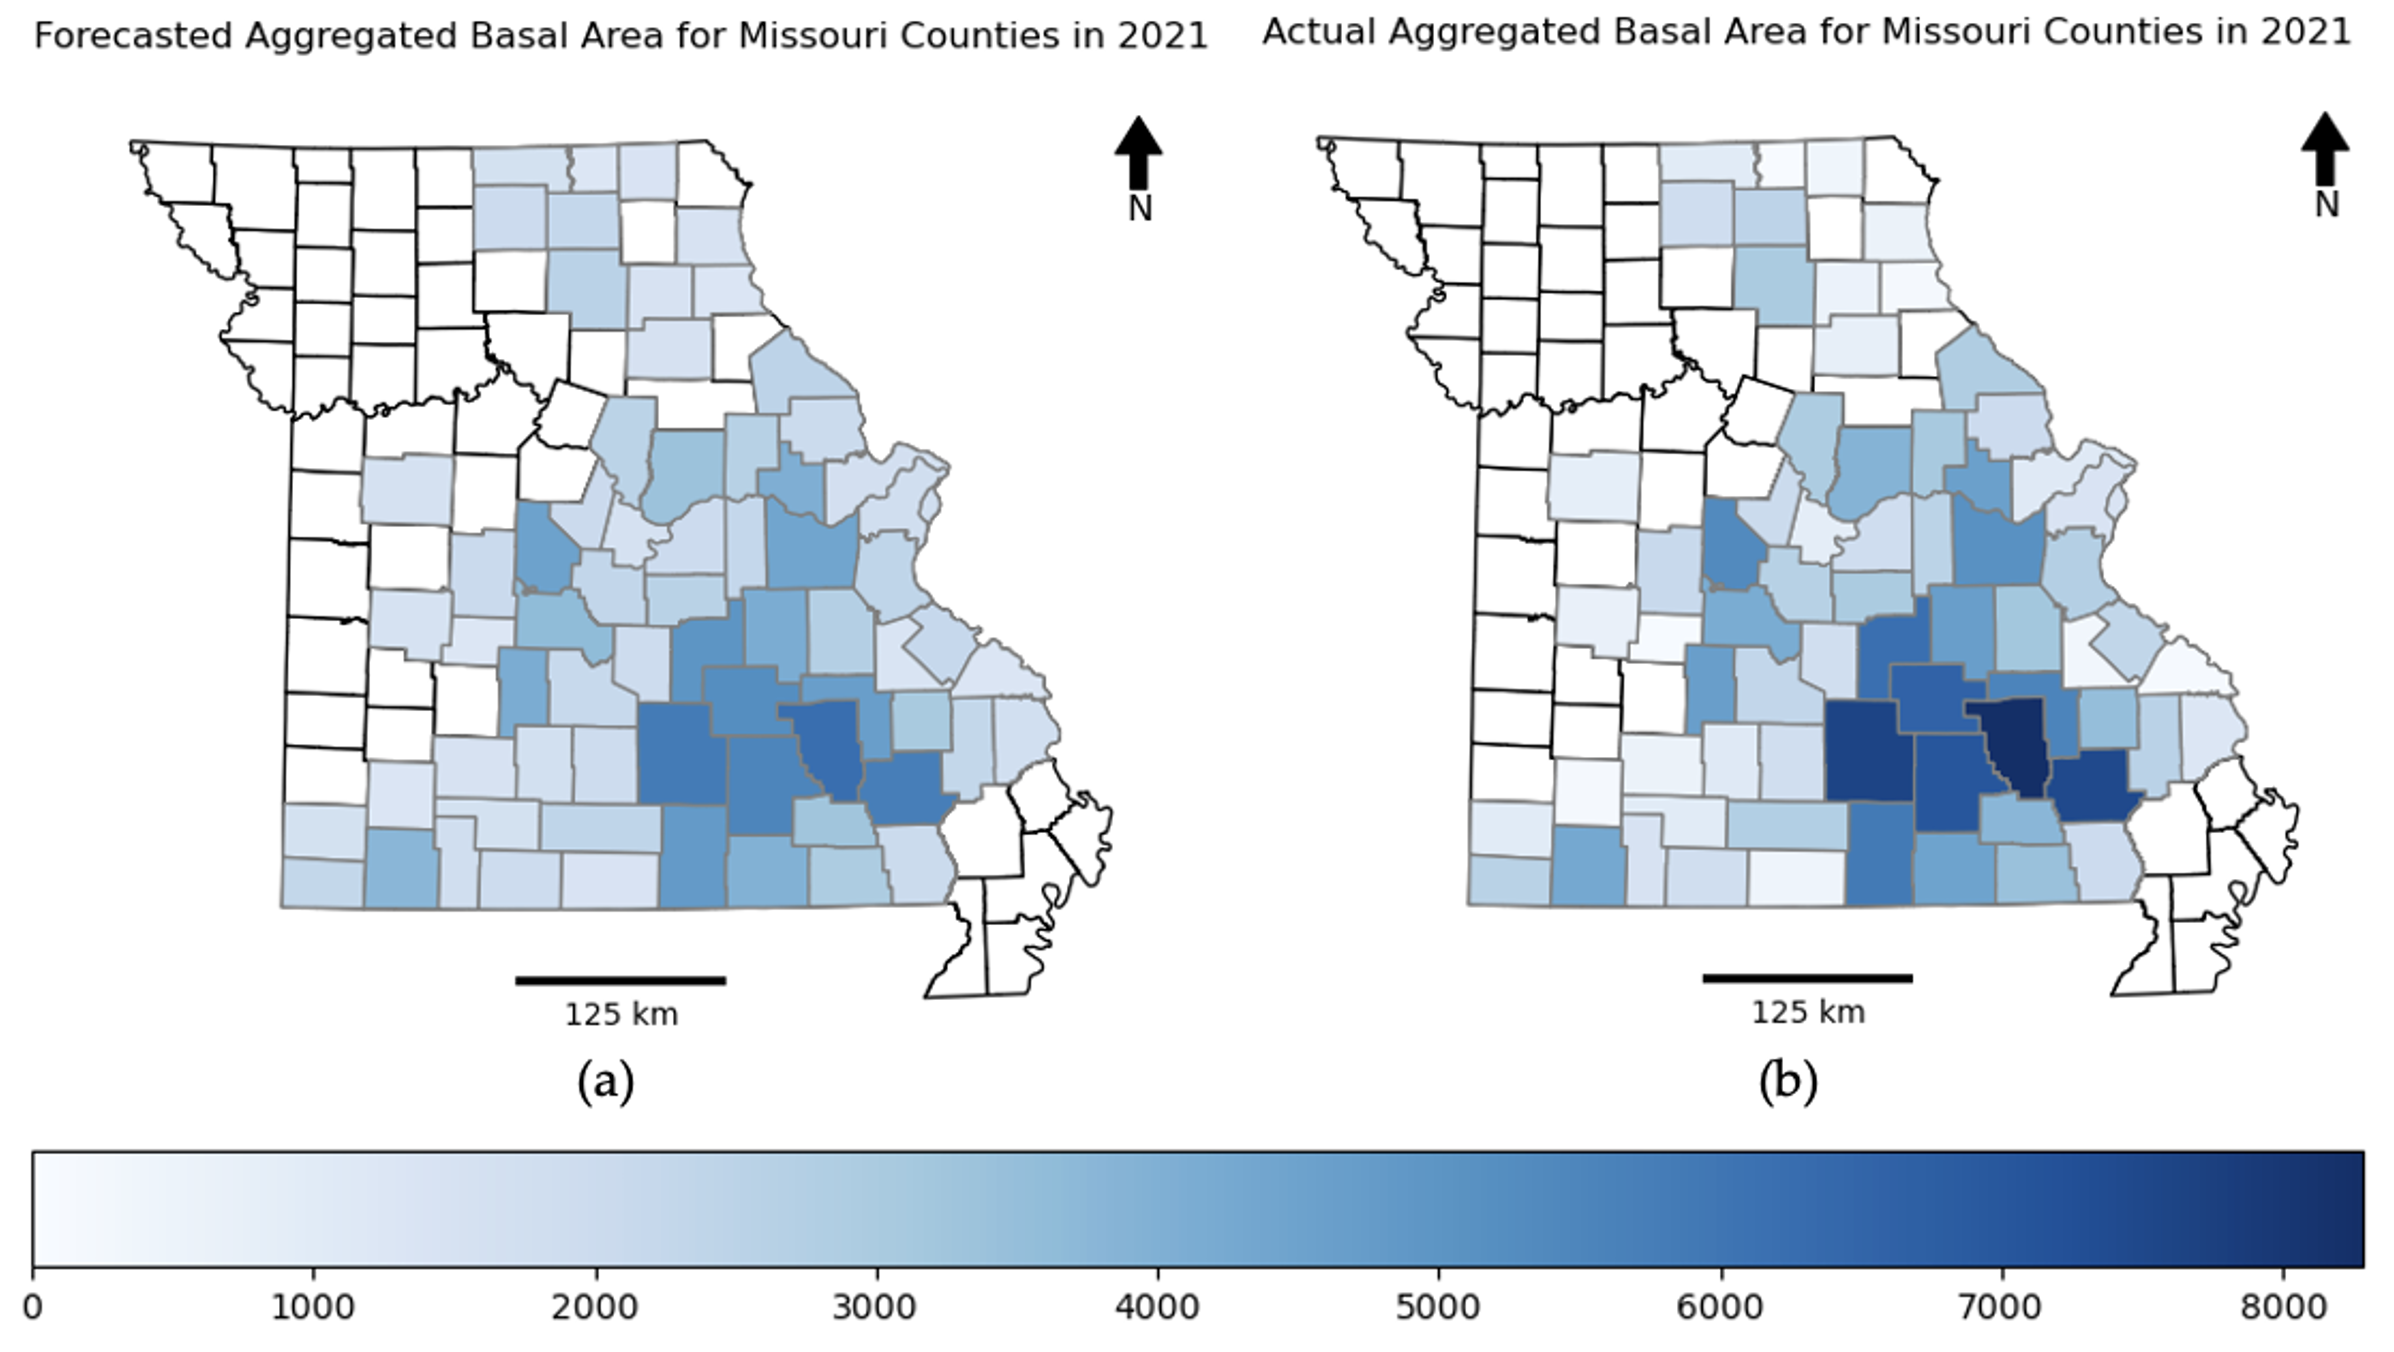 Forecasted Aggregated Basal Area for Missouri Counties in 2021
Actual Aggregated Basal Area for Missouri Counties in 2021
N
N
125 km
125 km
(a)
(b)
0 1000 2000 3000 4000 5000 6000 7000 8000